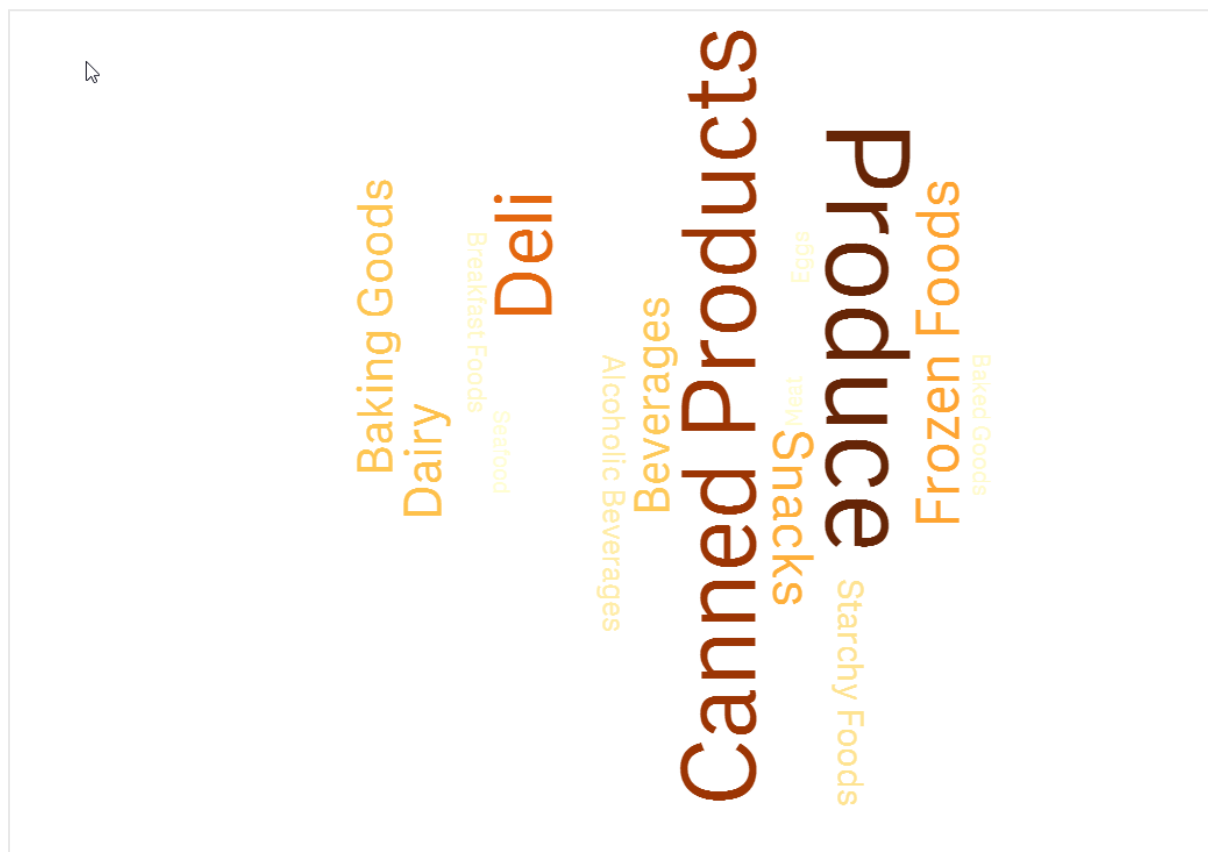 Baking Goods
Dairy
Breakfast Foods
Seafood
Deli
Alcoholic Beverages
Beverages
Canned Products
Eggs
Meat
Snacks
Produce
Starchy Foods
Frozen Foods
Baked Goods